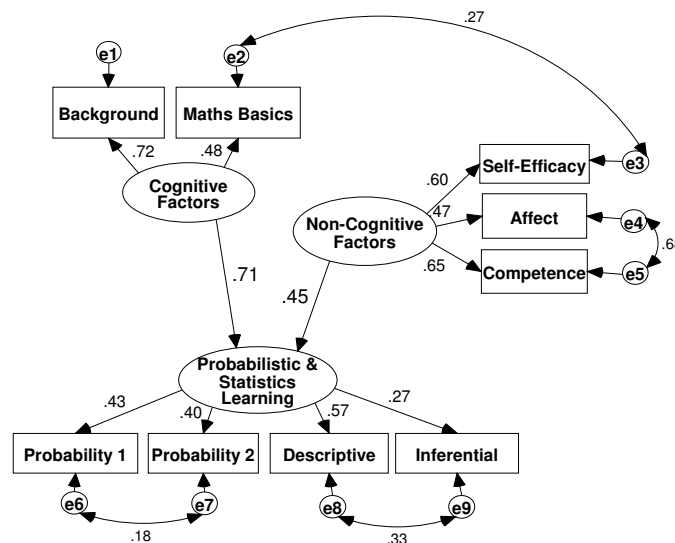 .27
e1
e2
Background
Maths Basics
.72
.48
Cognitive
Factors
Self-Efficacy
e3
.60
Non-Cognitive
Factors
.47
Affect
e4
.65
Competence
e5
.71
.45
Probabilistic &
Statistics
Learning
.43
.40
.57
.27
Probability 1
Probability 2
Descriptive
Inferential
e6
e7
e8
e9
.18
.33